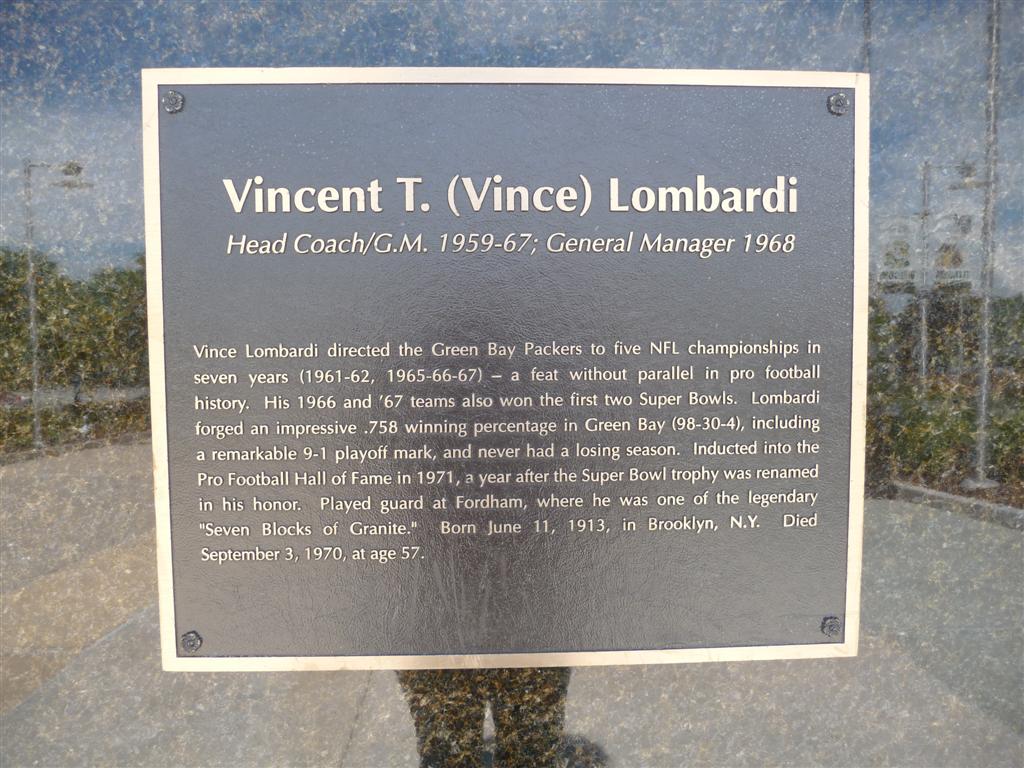 Vincent T. (Vince) Lombardi
Head Coach/G.M. 1959-67; General Manager 1968
Vince Lombardi directed the Green Bay Packers to five NFL championships in
seven years (1961-62, 1965-66-67) – a feat without parallel in pro football
history. His 1966 and '67 teams also won the first two Super Bowls. Lombardi
forged an impressive .758 winning percentage in Green Bay (98-30-4), including
a remarkable 9-1 playoff mark, and never had a losing season. Inducted into the
Pro Football Hall of Fame in 1971, a year after the Super Bowl trophy was renamed
in his honor. Played guard at Fordham, where he was one of the legendary
"Seven Blocks of Granite." Born June 11, 1913, in Brooklyn, N.Y. Died
September 3, 1970, at age 57.